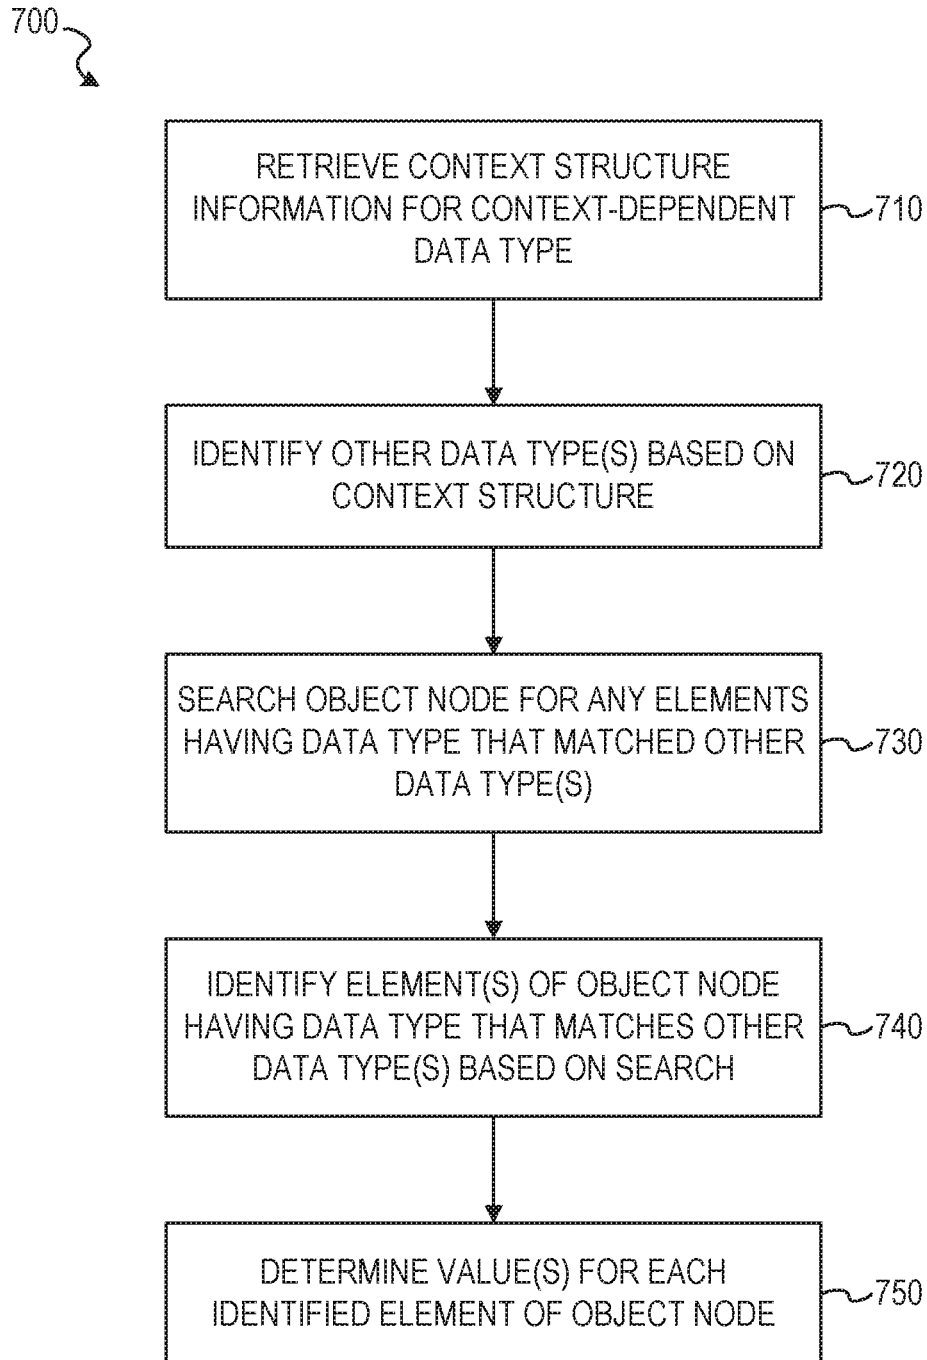 700
RETRIEVE CONTEXT STRUCTURE
INFORMATION FOR CONTEXT-DEPENDENT
DATA TYPE
710
IDENTIFY OTHER DATA TYPE(S) BASED ON
CONTEXT STRUCTURE
720
SEARCH OBJECT NODE FOR ANY ELEMENTS
HAVING DATA TYPE THAT MATCHED OTHER
DATA TYPE(S)
730
IDENTIFY ELEMENT(S) OF OBJECT NODE
HAVING DATA TYPE THAT MATCHES OTHER
DATA TYPE(S) BASED ON SEARCH
740
DETERMINE VALUE(S) FOR EACH
IDENTIFIED ELEMENT OF OBJECT NODE
750